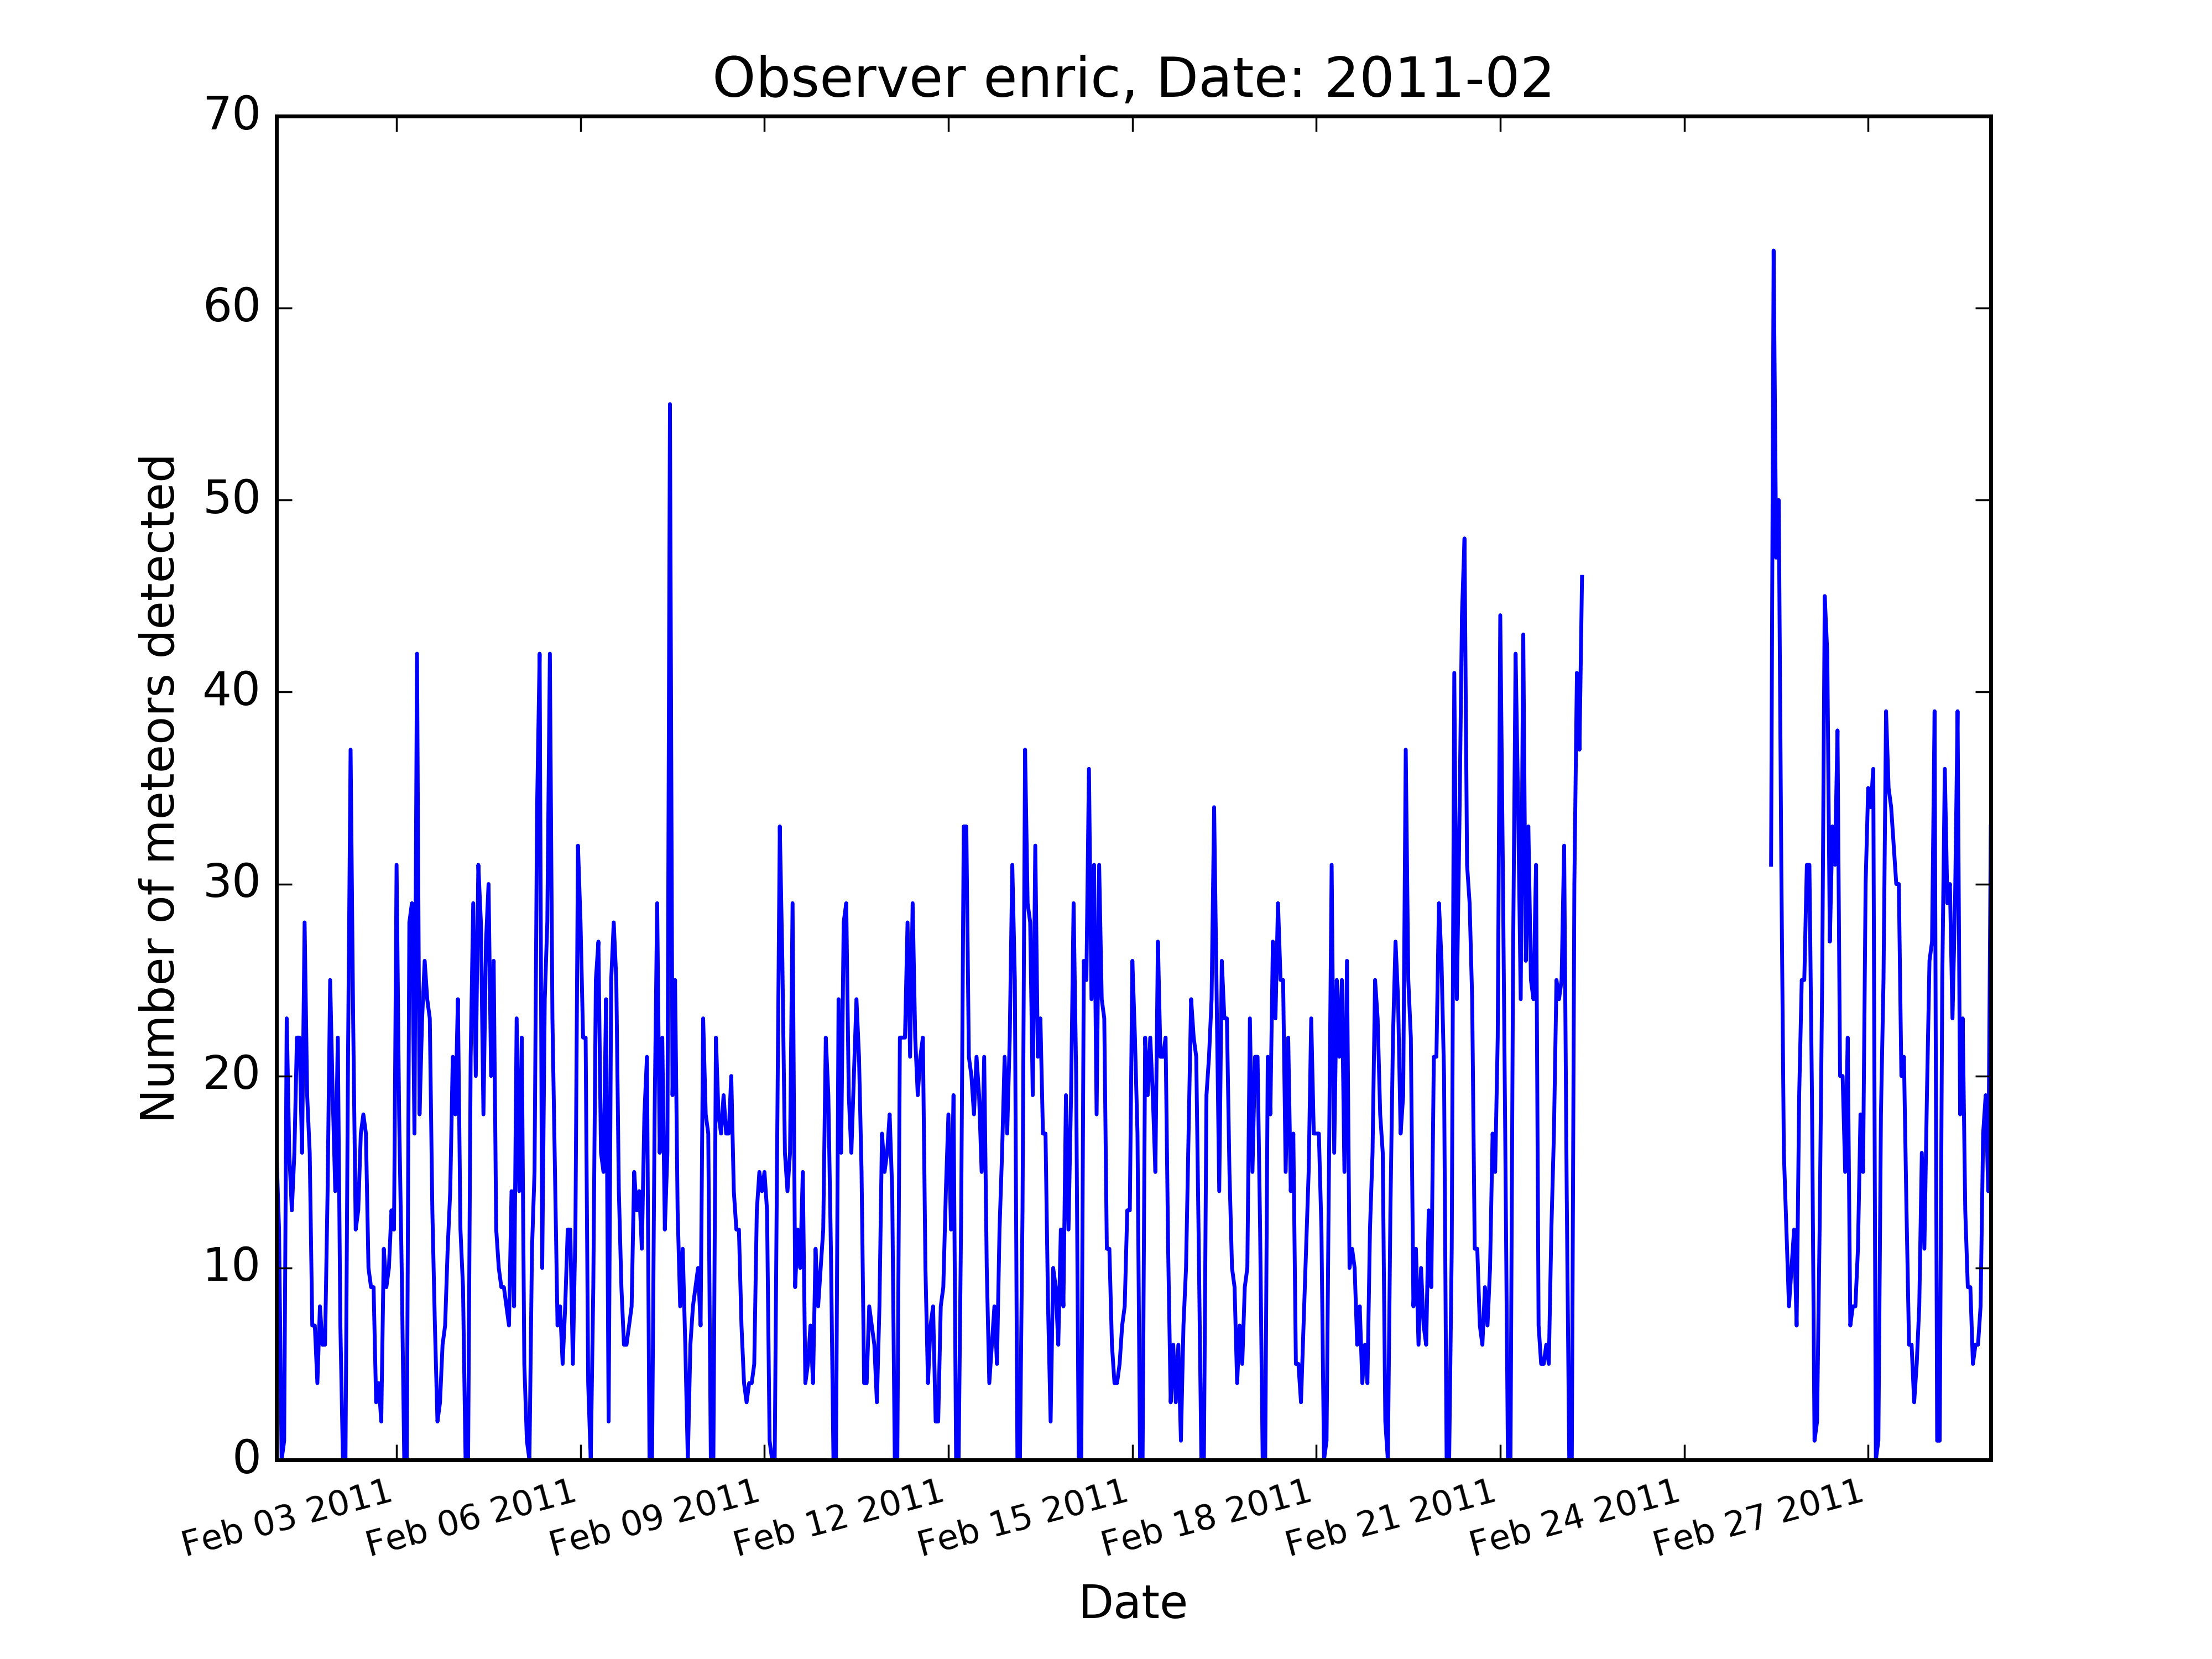 Observer enric, Date: 2011-02
70
60
50
40
30
20
10
0
Number of meteors detected
Feb 03 2011
Feb 06 2011
Feb 09 2011
Feb 12 2011
Feb 15 2011
Feb 18 2011
Feb 21 2011
Feb 24 2011
Feb 27 2011
Date